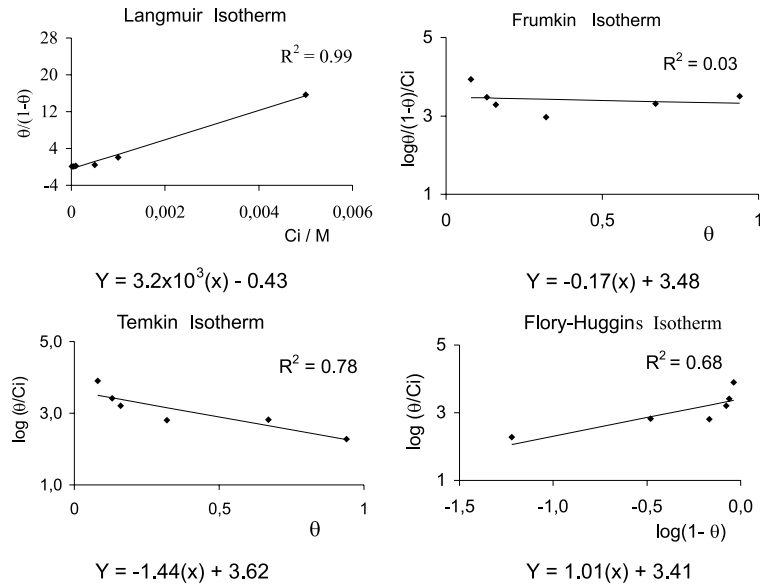 Langmuir Isotherm
28
20
12
4
-4
θ/(1-θ)
R² = 0.99
0
0,002
0,004
0,006
Ci / M
Y = 3.2x10³(x) - 0.43
Frumkin Isotherm
5
3
1
logθ/(1-θ)/Ci
R² = 0.03
0
0,5
1
θ
Y = -0.17(x) + 3.48
Temkin Isotherm
5,0
3,0
1,0
log (θ/Ci)
R² = 0.78
0
0,5
1
θ
Y = -1.44(x) + 3.62
Flory-Huggins Isotherm
5
3
1
log (θ/Ci)
R² = 0.68
-1,5
-1,0
-0,5
0,0
log(1- θ)
Y = 1.01(x) + 3.41